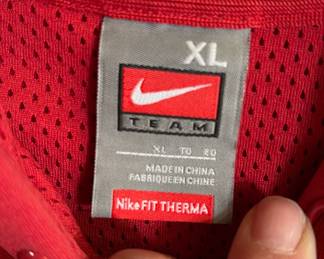 XL
TEAM
XL TG EG
MADE IN CHINA
FABRIQUE EN CHINE
Nike FIT THERMA